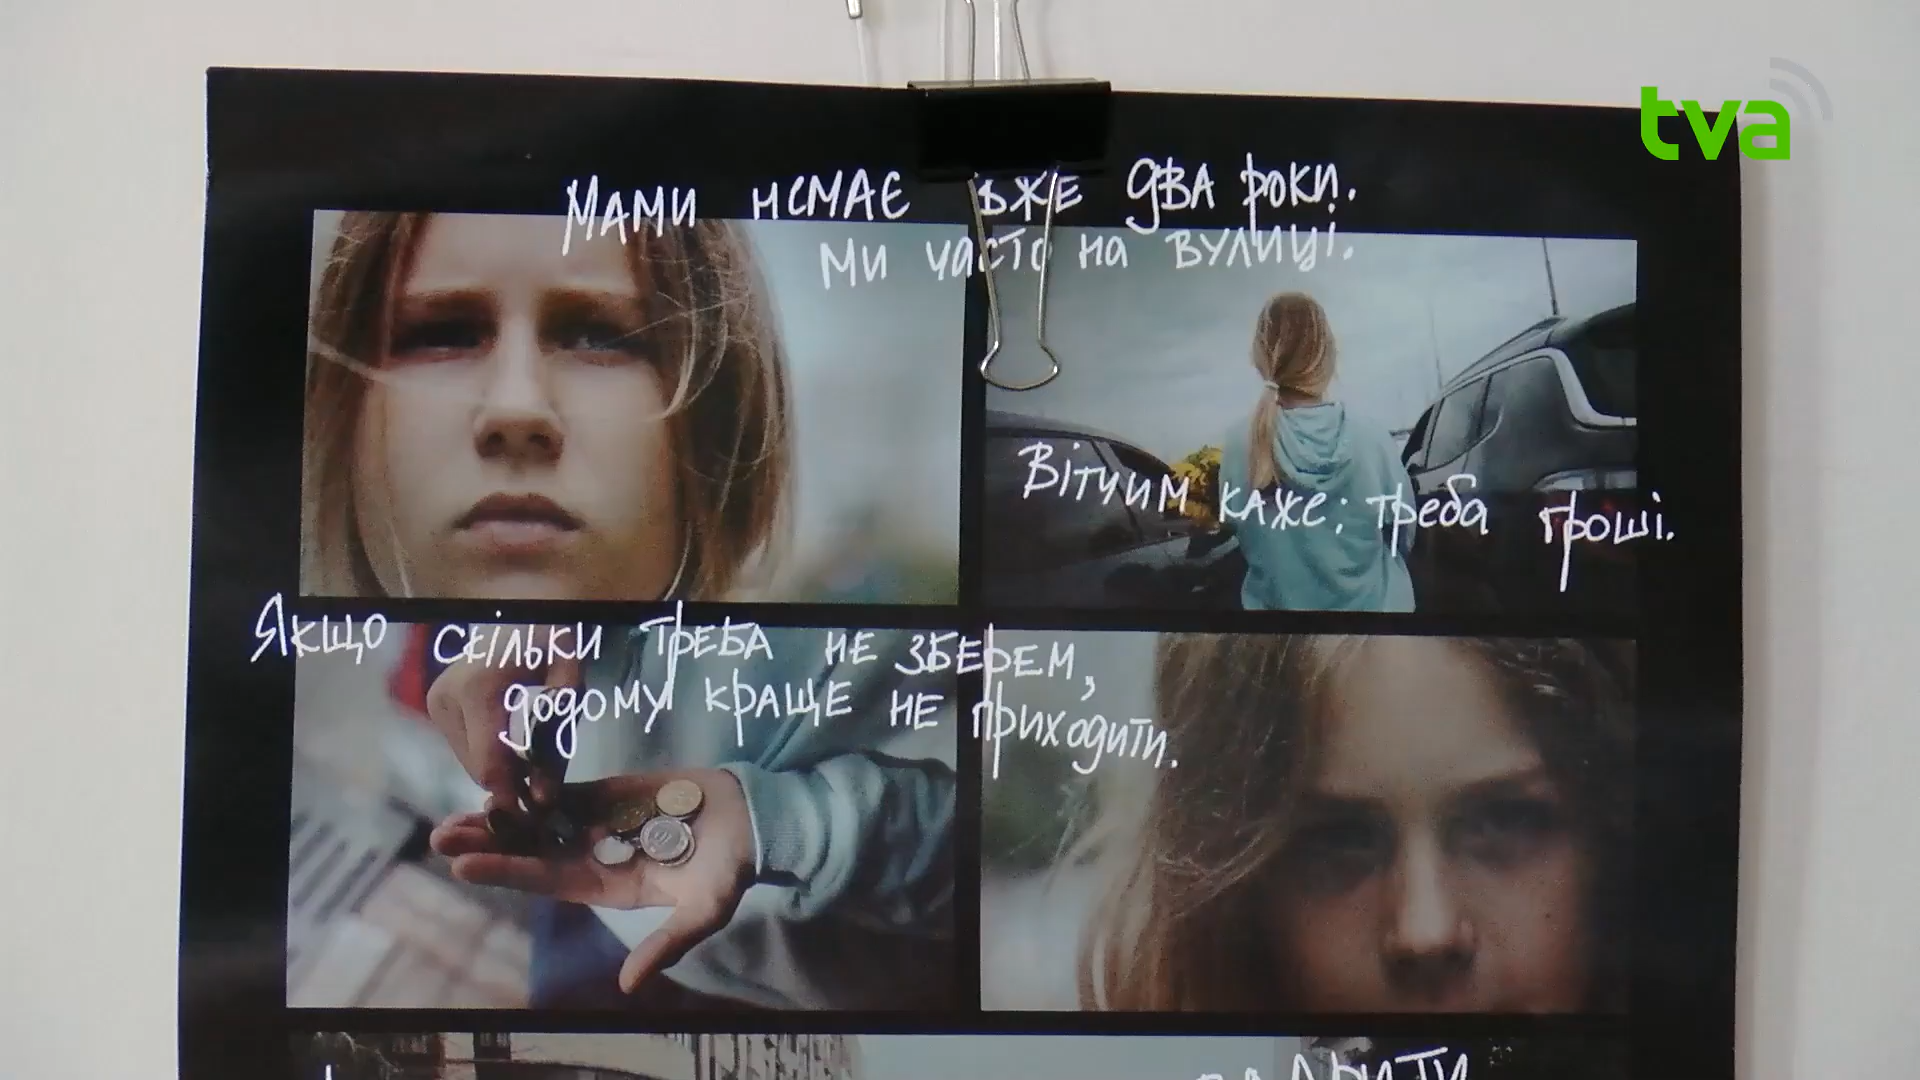 tva
Мами немає вже два роки.
Ми часто на вулиці.
Вітчим каже: треба гроші.
Якщо скільки треба не зберем,
додому краще не приходити.